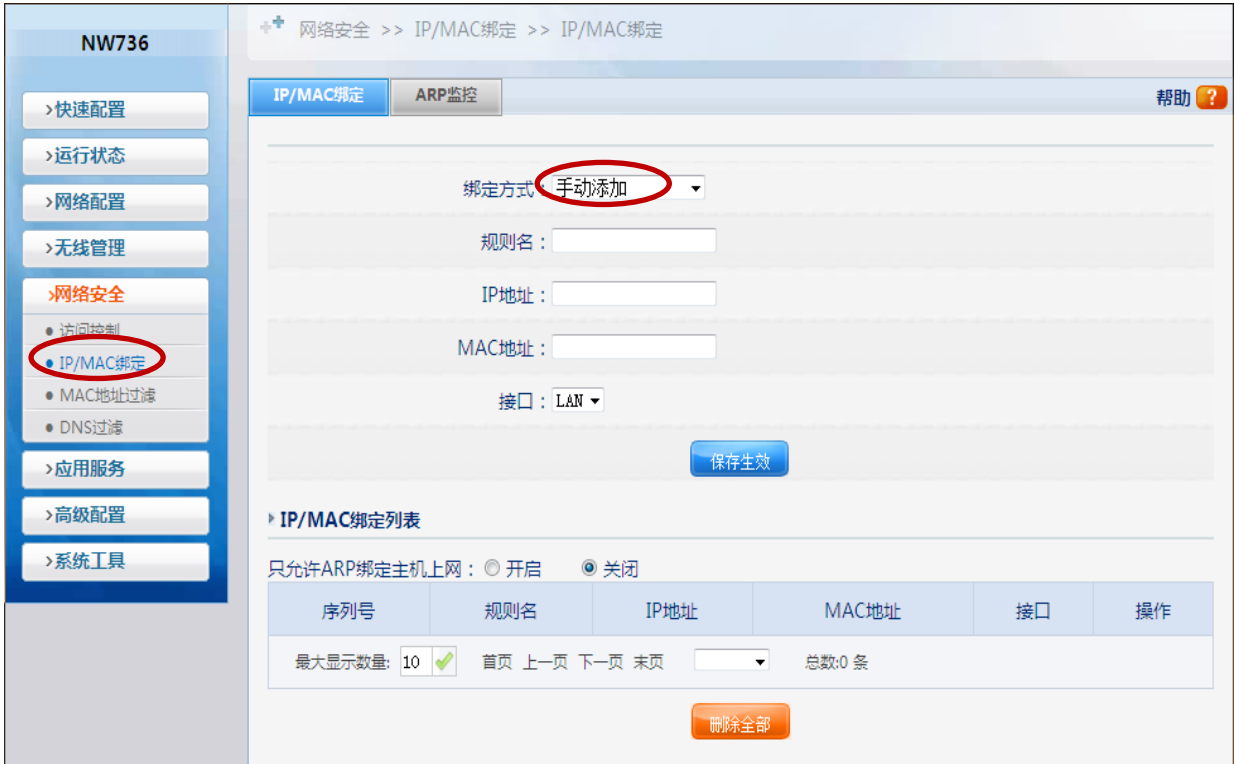 NW736
网络安全 >> IP/MAC绑定 >> IP/MAC绑定
IP/MAC绑定 ARP监控
帮助 ?
>快速配置
>运行状态
>网络配置
>无线管理
>网络安全
● 访问控制
● IP/MAC绑定
● MAC地址过滤
● DNS过滤
>应用服务
>高级配置
>系统工具
绑定方式：手动添加
规则名：
IP地址：
MAC地址：
接口：LAN
保存生效
IP/MAC绑定列表
只允许ARP绑定主机上网：开启 关闭
序列号 规则名 IP地址 MAC地址 接口 操作
最大显示数量: 10 首页 上一页 下一页 末页 总数:0 条
删除全部